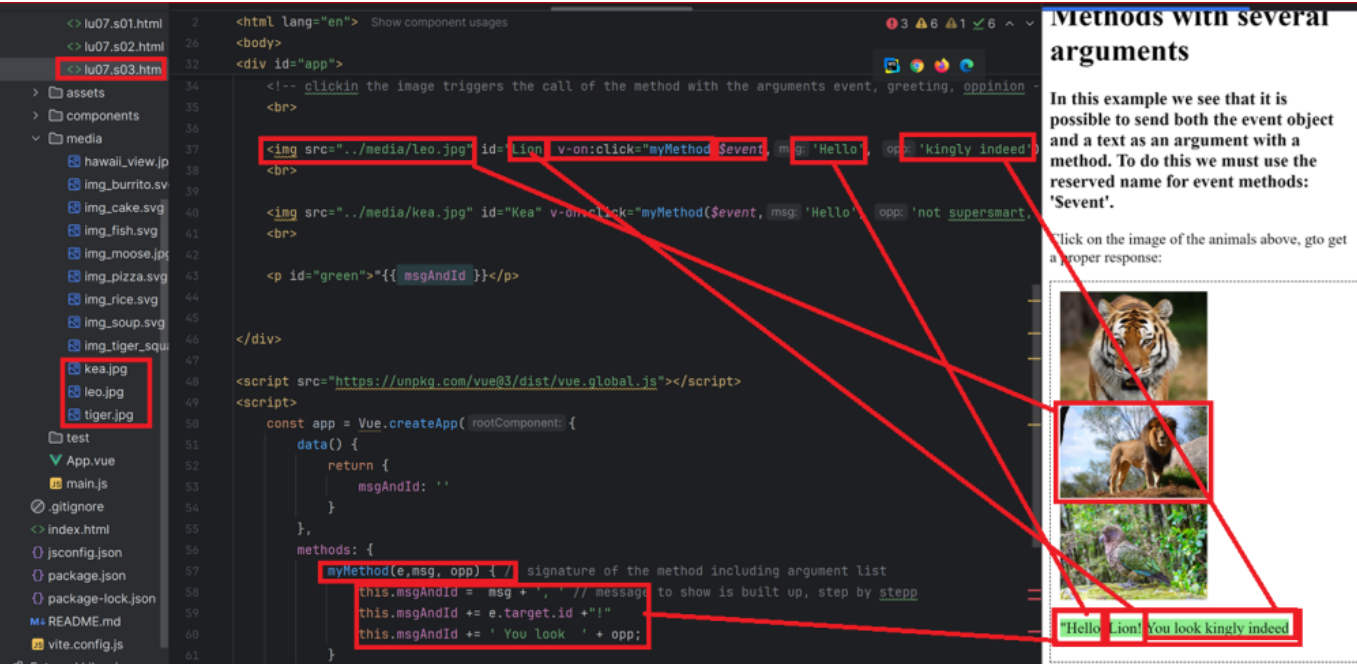 lu07.s01.html
lu07.s02.html
lu07.s03.htm
assets
components
media
hawaii_view.jp
img_burrito.sv
img_cake.svg
img_fish.svg
img_moose.jpg
img_pizza.svg
img_rice.svg
img_soup.svg
img_tiger_squa
kea.jpg
leo.jpg
tiger.jpg
test
App.vue
JS main.js
.gitignore
index.html
jsconfig.json
package.json
package-lock.json
README.md
JS vite.config.js
2 <html lang="en"> Show component usages
3 6 1 6
26 <body>
32 <div id="app">
34 <!-- clickin the image triggers the call of the method with the arguments event, greeting, oppinion -
35 <br>
36
37 <img src="../media/leo.jpg" id="Lion v-on:click="myMethod $event, msg: 'Hello', opp: 'kingly indeed')
38 <br>
39
40 <img src="../media/kea.jpg" id="Kea" v-on:click="myMethod($event, msg: 'Hello', opp: 'not supersmart,
41 <br>
42
43 <p id="green">"{{ msgAndId }}</p>
44
45
46 </div>
47
48 <script src="https://unpkg.com/vue@3/dist/vue.global.js"></script>
49 <script>
50 const app = Vue.createApp( rootComponent: {
51 data() {
52 return {
53 msgAndId: ''
54 }
55 },
56 methods: {
57 myMethod(e,msg, opp) { // signature of the method including argument list
58 this.msgAndId = msg + ', ' // message to show is built up, step by stepp
59 this.msgAndId += e.target.id +"!"
60 this.msgAndId += ' You look ' + opp;
61 }
Methods with several
arguments
In this example we see that it is
possible to send both the event object
and a text as an argument with a
method. To do this we must use the
reserved name for event methods:
'$event'.
Click on the image of the animals above, gto get
a proper response:
"Hello Lion! You look kingly indeed